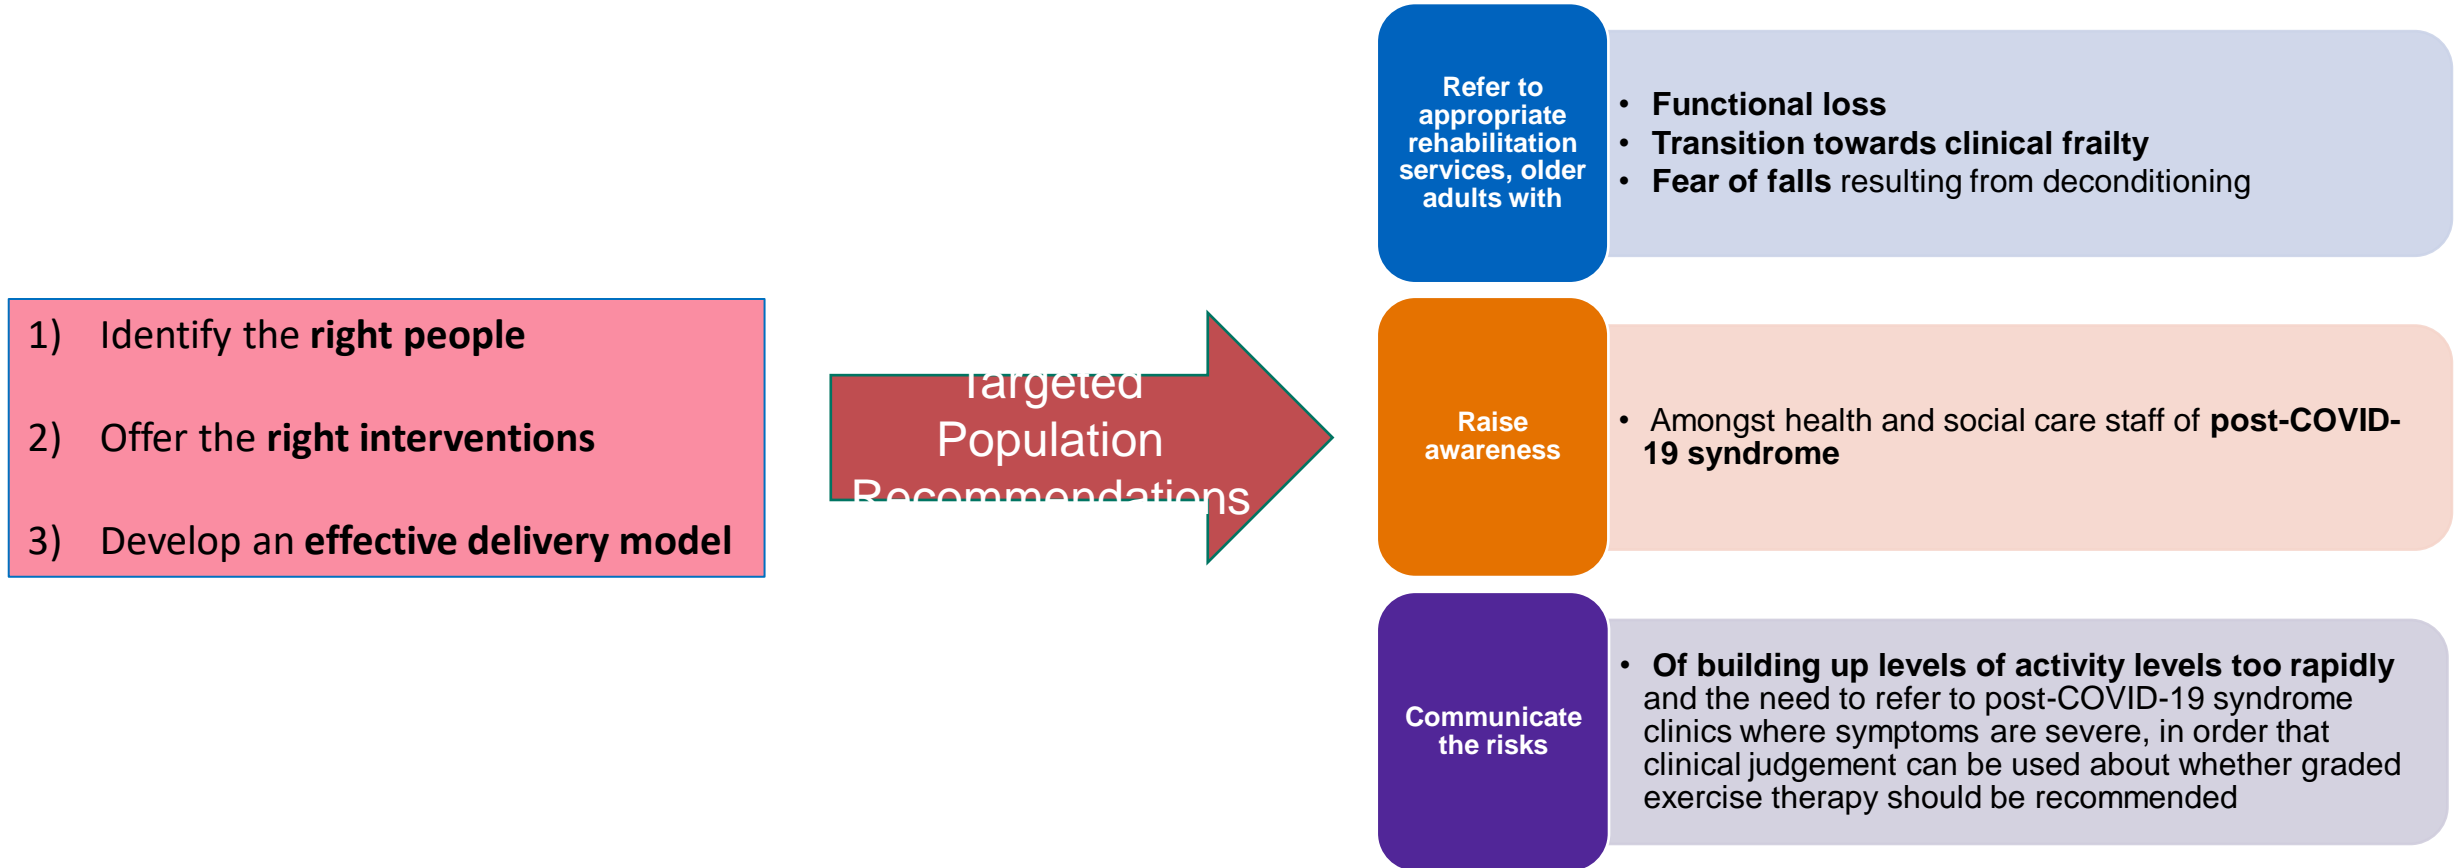 1) Identify the right people
2) Offer the right interventions
3) Develop an effective delivery model
Targeted
Population
Recommendations
Refer to
appropriate
rehabilitation
services, older
adults with
• Functional loss
• Transition towards clinical frailty
• Fear of falls resulting from deconditioning
Raise
awareness
• Amongst health and social care staff of post-COVID-
19 syndrome
Communicate
the risks
• Of building up levels of activity levels too rapidly
and the need to refer to post-COVID-19 syndrome
clinics where symptoms are severe, in order that
clinical judgement can be used about whether graded
exercise therapy should be recommended